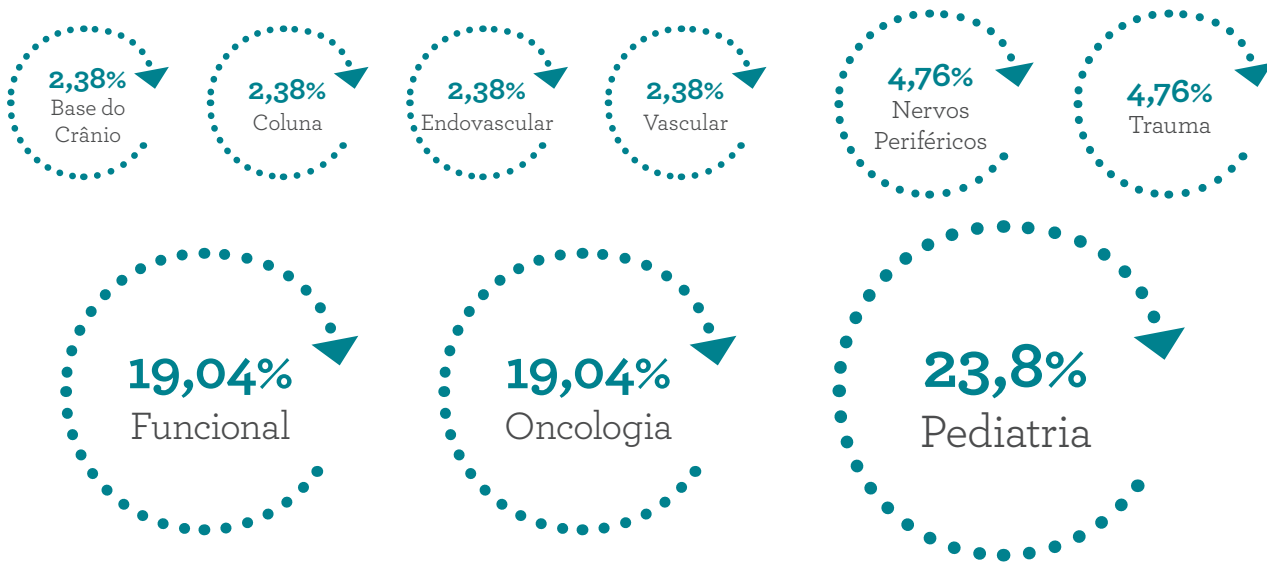 2,38%
Base do
Crânio
2,38%
Coluna
2,38%
Endovascular
2,38%
Vascular
4,76%
Nervos
Periféricos
4,76%
Trauma
19,04%
Funcional
19,04%
Oncologia
23,8%
Pediatria